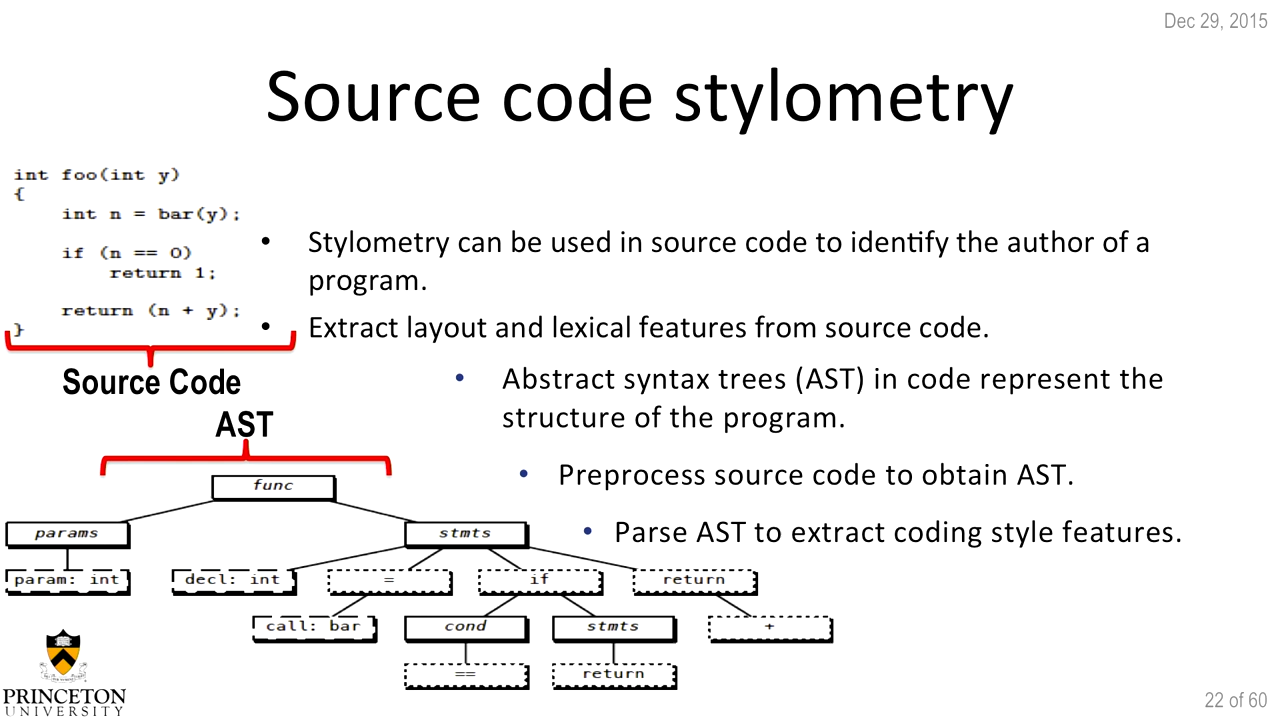 Dec 29, 2015
Source code stylometry
int foo(int y)
{
int n = bar(y);
if (n == 0)
return 1;
return (n + y);
}
• Stylometry can be used in source code to identify the author of a
program.
• Extract layout and lexical features from source code.
Source Code
• Abstract syntax trees (AST) in code represent the
structure of the program.
AST
• Preprocess source code to obtain AST.
• Parse AST to extract coding style features.
func
params
stmts
param: int
decl: int
=
if
return
call: bar
cond
stmts
+
==
return
PRINCETON
UNIVERSITY
22 of 60